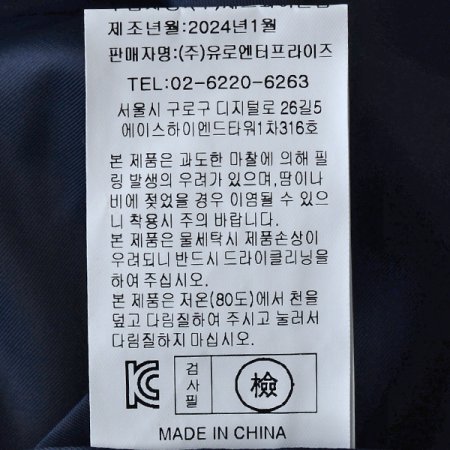 제조년월:2024년1월
판매자명:(주)유로엔터프라이즈
TEL:02-6220-6263
서울시 구로구 디지털로 26길5
에이스하이엔드타워1차316호
본 제품은 과도한 마찰에 의해 필
링 발생의 우려가 있으며,땀이나
비에 젖었을 경우 이염될 수 있으
니 착용시 주의 바랍니다.
본 제품은 물세탁시 제품손상이
우려되니 반드시 드라이클리닝을
하여 주십시오.
본 제품은 저온(80도)에서 천을
덮고 다림질하여 주시고 눌러서
다림질하지 마십시오.
KC
검사필
檢
MADE IN CHINA